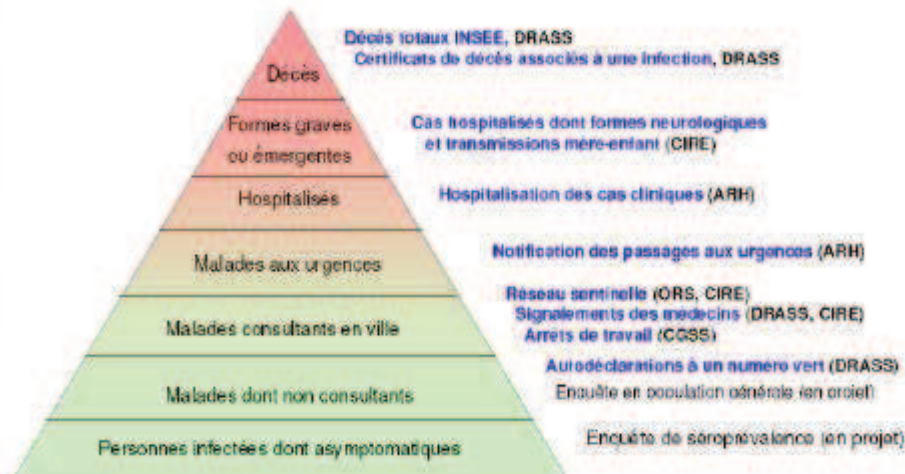 Décès totaux INSEE, DRASS
Certificats de décès associés à une infection, DRASS
Décès
Formes graves
ou émergentes
Cas hospitalisés dont formes neurologiques
et transmissions mère-enfant (CIRE)
Hospitalisés
Hospitalisation des cas cliniques (ARH)
Malades aux urgences
Notification des passages aux urgences (ARH)
Malades consultants en ville
Réseau sentinelle (ORS, CIRE)
Signalements des médecins (DRASS, CIRE)
Arrêts de travail (CGSS)
Malades dont non consultants
Autodéclarations à un numéro vert (DRASS)
Enquête en population générale (en projet)
Personnes infectées dont asymptomatiques
Enquête de séroprévalence (en projet)